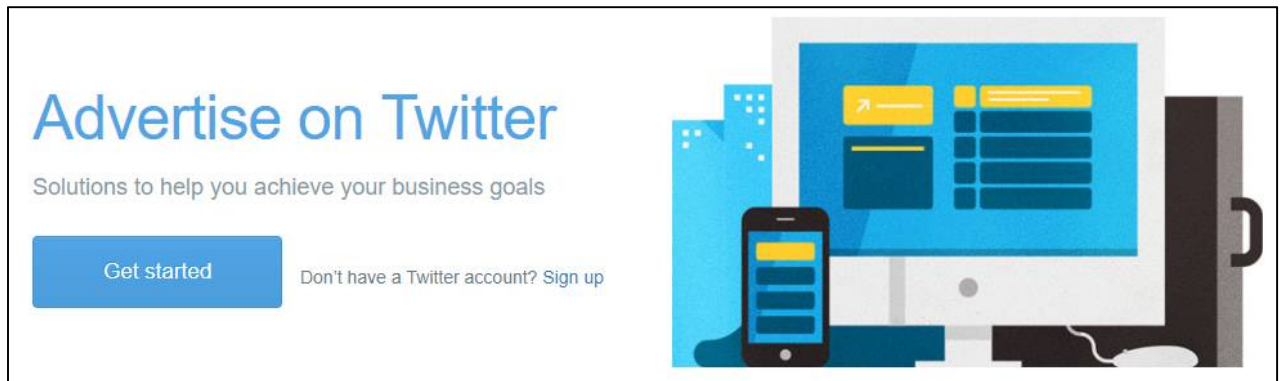 Advertise on Twitter
Solutions to help you achieve your business goals
Get started
Don't have a Twitter account? Sign up